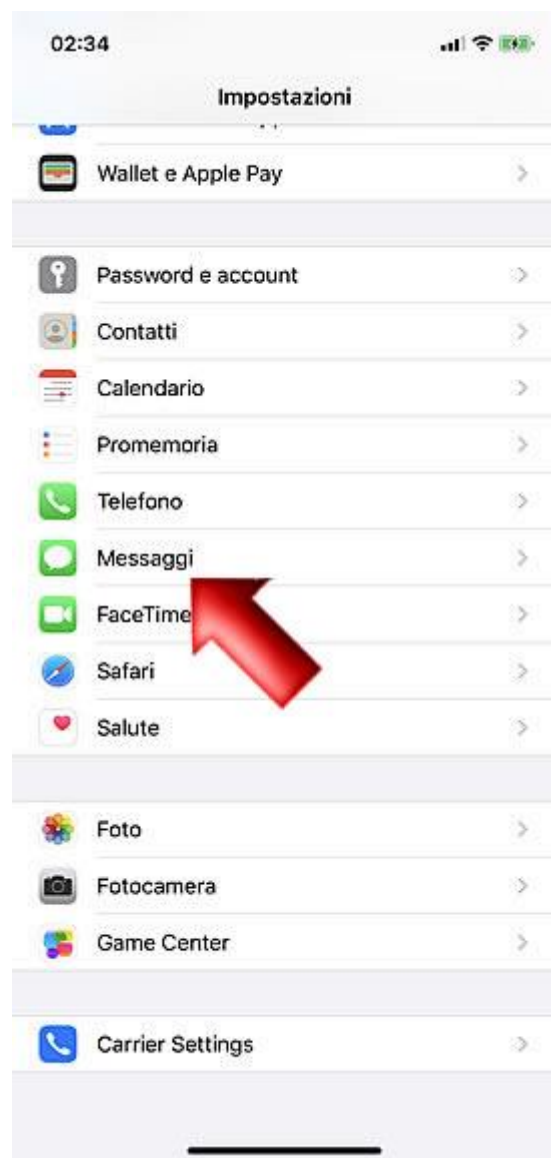 02:34
Impostazioni
Wallet e Apple Pay
Password e account
Contatti
Calendario
Promemoria
Telefono
Messaggi
FaceTime
Safari
Salute
Foto
Fotocamera
Game Center
Carrier Settings